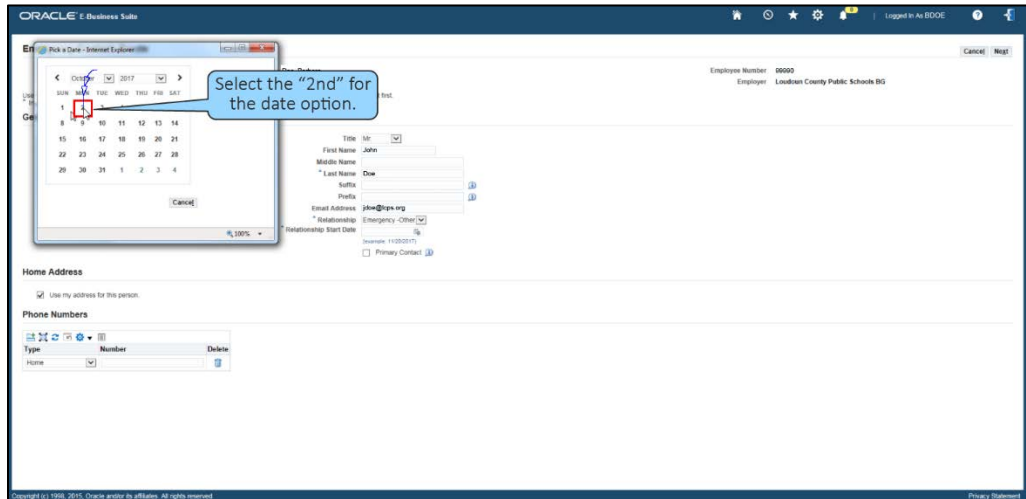 ORACLE® E-Business Suite
Logged In As BDOE
Cancel Next
Pick a Date - Internet Explorer
October 2017
SUN MON TUE WED THU FRI SAT
1 2 3
8 9 10 11 12 13 14
15 16 17 18 19 20 21
22 23 24 25 26 27 28
29 30 31 1 2 3 4
Cancel
100%
Select the “2nd” for
the date option.
Employee Number 99990
Employer Loudoun County Public Schools BG
first.
Title Mr.
First Name John
Middle Name
* Last Name Doe
Suffix
Prefix
Email Address jdoe@lcps.org
* Relationship Emergency -Other
* Relationship Start Date
(example: 11/20/2017)
Primary Contact
Home Address
Use my address for this person.
Phone Numbers
Type Number Delete
Home
Copyright (c) 1998, 2015, Oracle and/or its affiliates. All rights reserved.
Privacy Statement